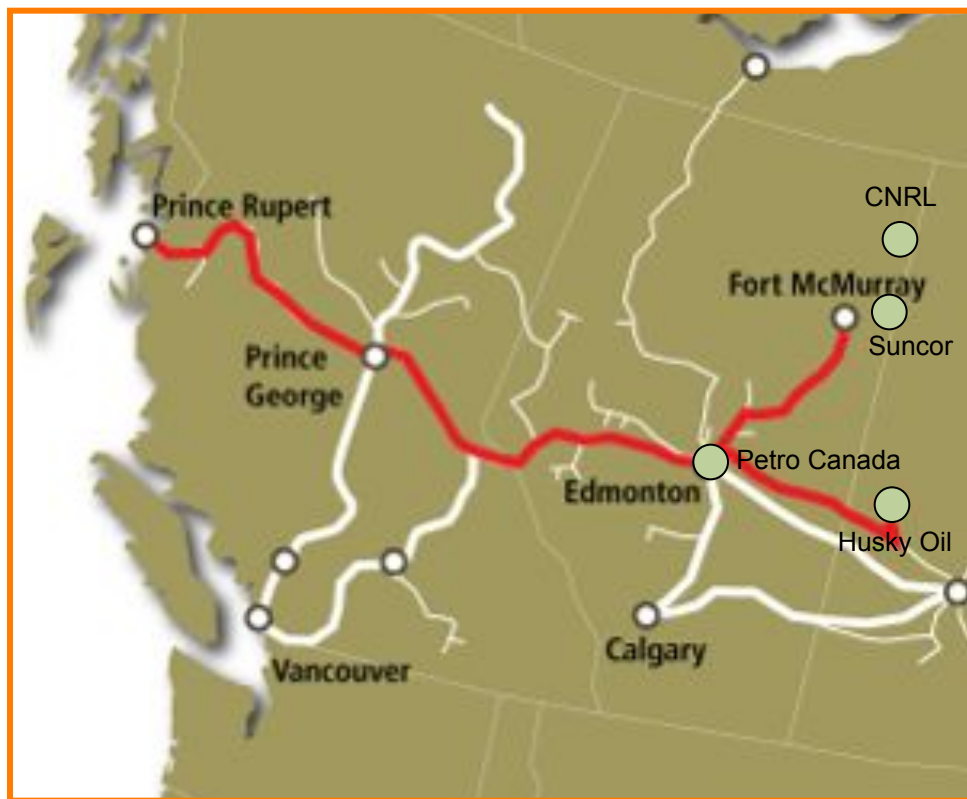 Prince Rupert
CNRL
Fort McMurray
Suncor
Prince
George
Petro Canada
Edmonton
Husky Oil
Calgary
Vancouver